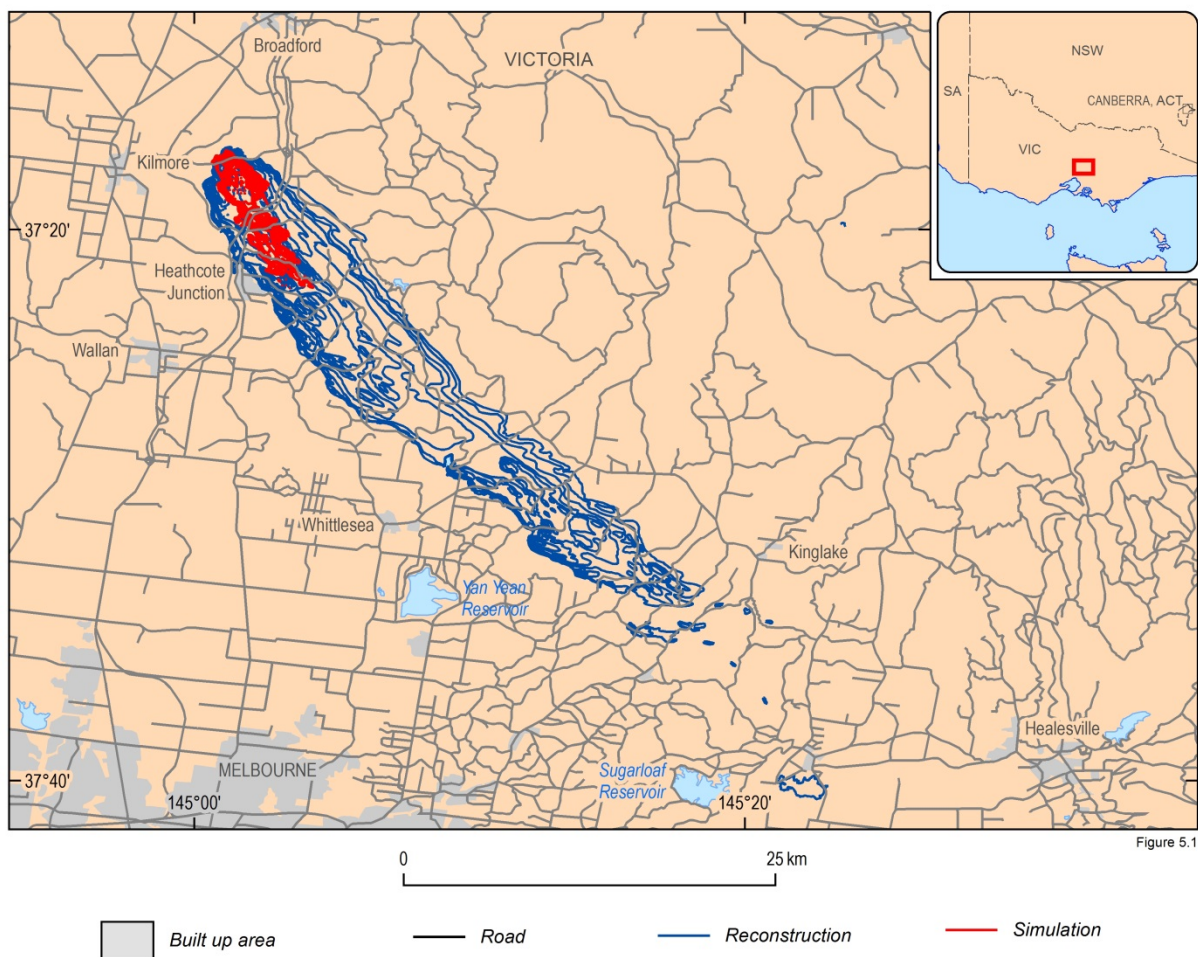 Broadford
VICTORIA
NSW
SA
CANBERRA, ACT
VIC
Kilmore
37°20'
Heathcote
Junction
Wallan
Whittlesea
Kinglake
Yan Yean
Reservoir
Healesville
MELBOURNE
Sugarloaf
Reservoir
37°40'
145°00'
145°20'
Figure 5.1
0
25 km
Built up area
Road
Reconstruction
Simulation